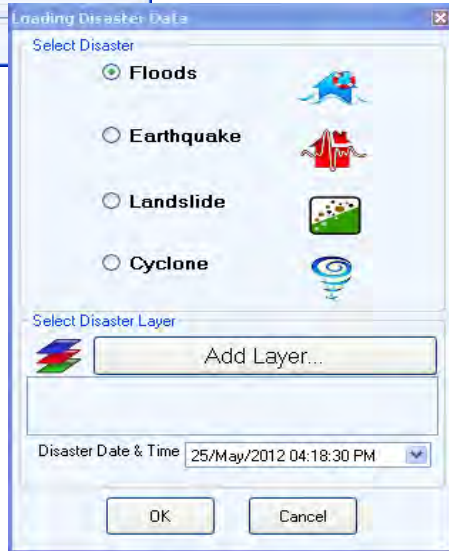 Loading Disaster Data
Select Disaster
Floods
Earthquake
Landslide
Cyclone
Select Disaster Layer
Add Layer...
Disaster Date & Time 25/May/2012 04:18:30 PM
OK Cancel